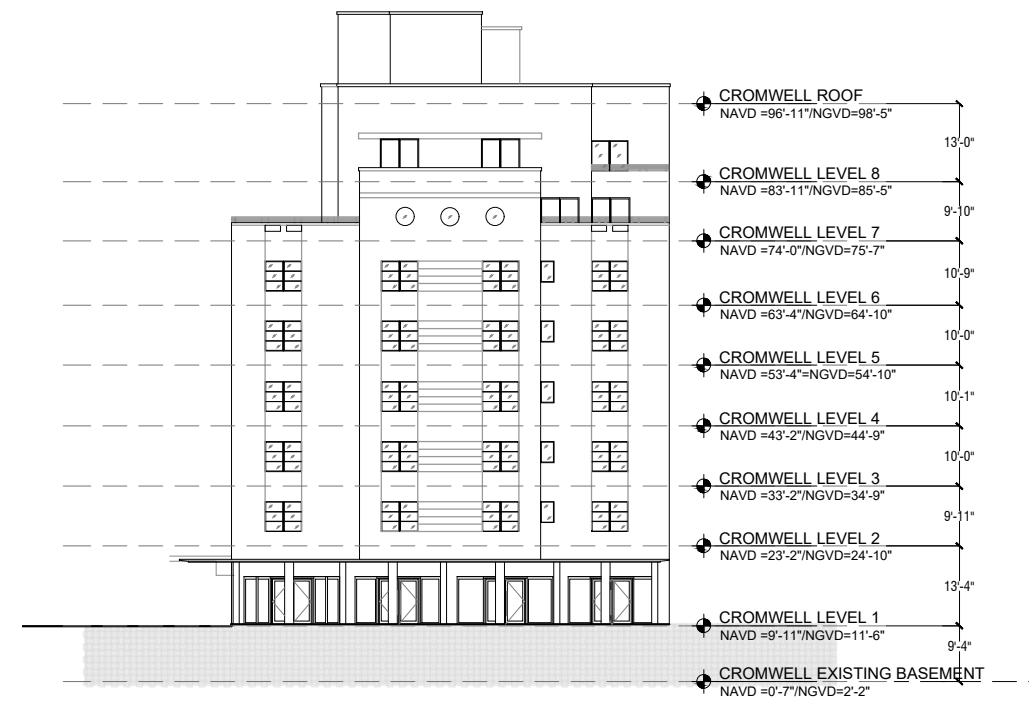 CROMWELL ROOF
NAVD =96'-11"/NGVD=98'-5"
13'-0"
CROMWELL LEVEL 8
NAVD =83'-11"/NGVD=85'-5"
9'-10"
CROMWELL LEVEL 7
NAVD =74'-0"/NGVD=75'-7"
10'-9"
CROMWELL LEVEL 6
NAVD =63'-4"/NGVD=64'-10"
10'-0"
CROMWELL LEVEL 5
NAVD =53'-4"=NGVD=54'-10"
10'-1"
CROMWELL LEVEL 4
NAVD =43'-2"/NGVD=44'-9"
10'-0"
CROMWELL LEVEL 3
NAVD =33'-2"/NGVD=34'-9"
9'-11"
CROMWELL LEVEL 2
NAVD =23'-2"/NGVD=24'-10"
13'-4"
CROMWELL LEVEL 1
NAVD =9'-11"/NGVD=11'-6"
9'-4"
CROMWELL EXISTING BASEMENT
NAVD =0'-7"/NGVD=2'-2"